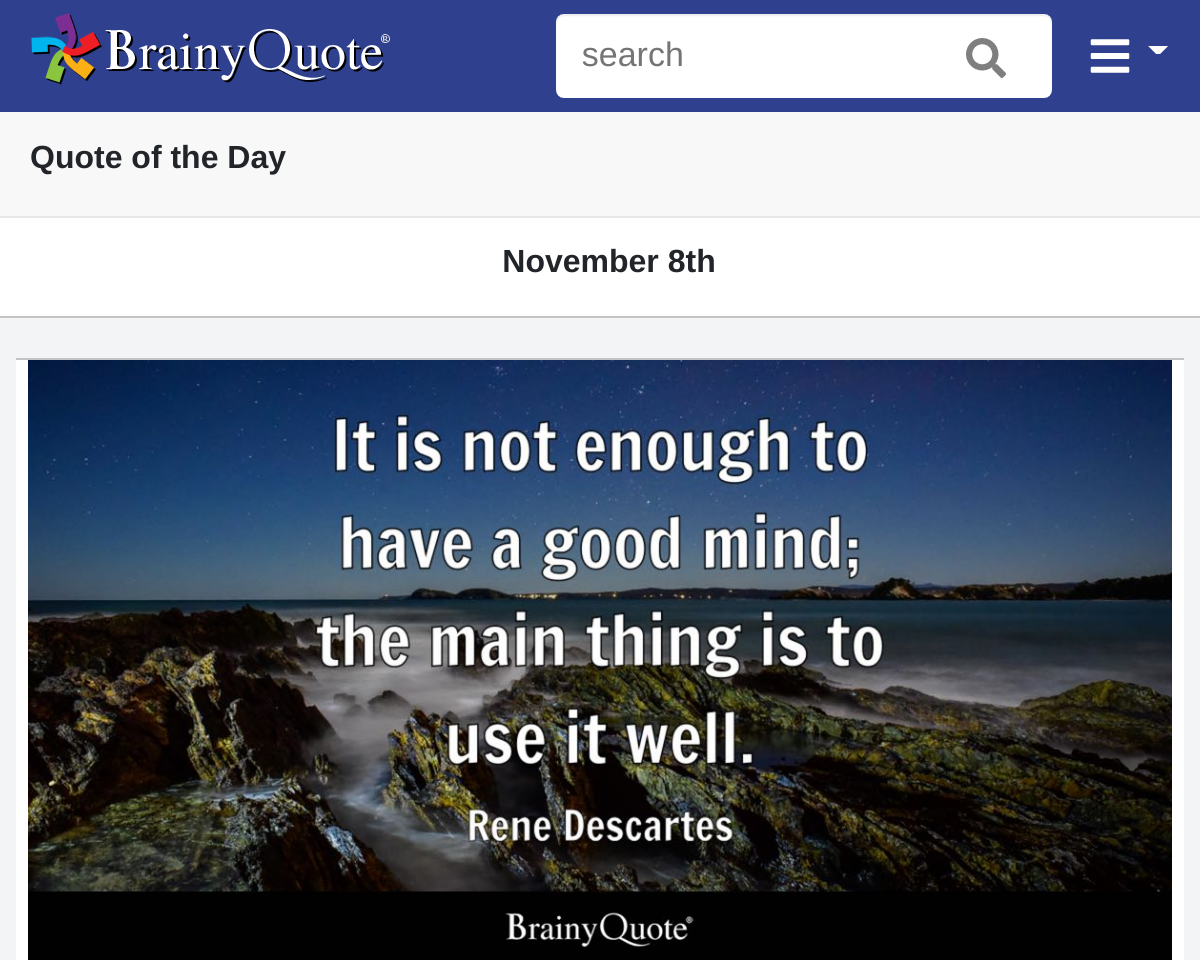 BrainyQuote®
search
Quote of the Day
November 8th
It is not enough to
have a good mind;
the main thing is to
use it well.
Rene Descartes
BrainyQuote®